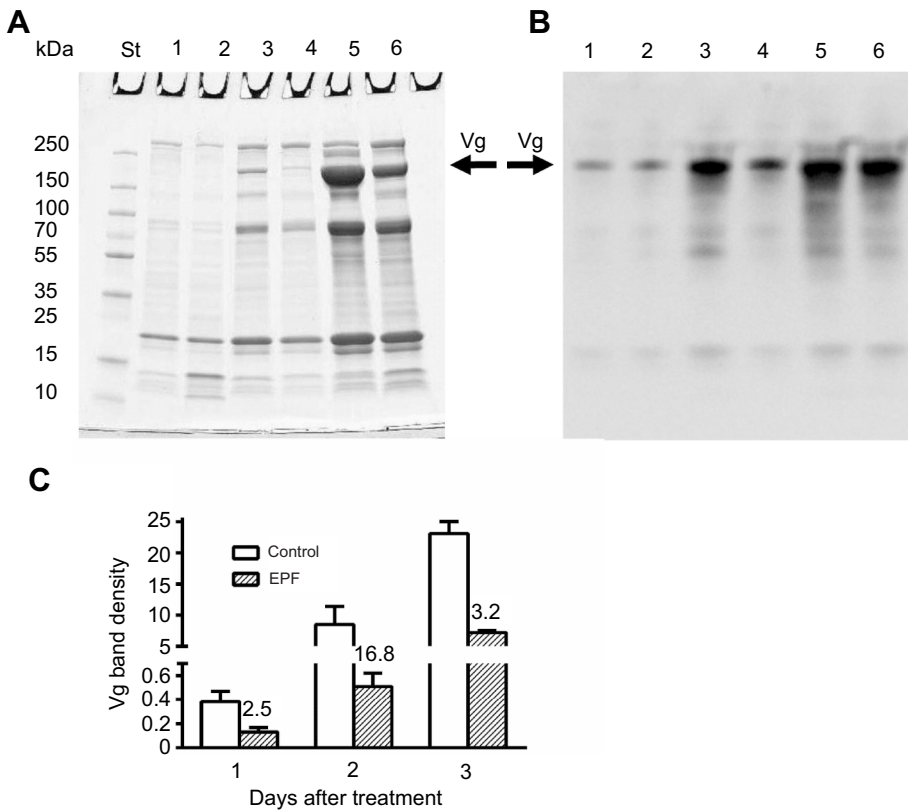 A
B
kDa St 1 2 3 4 5 6
1 2 3 4 5 6
250
150
100
70
55
35
25
15
10
Vg Vg
C
Vg band density
25
20
15
10
5
0.6
0.4
0.2
0
Control
EPF
2.5
16.8
3.2
1 2 3
Days after treatment